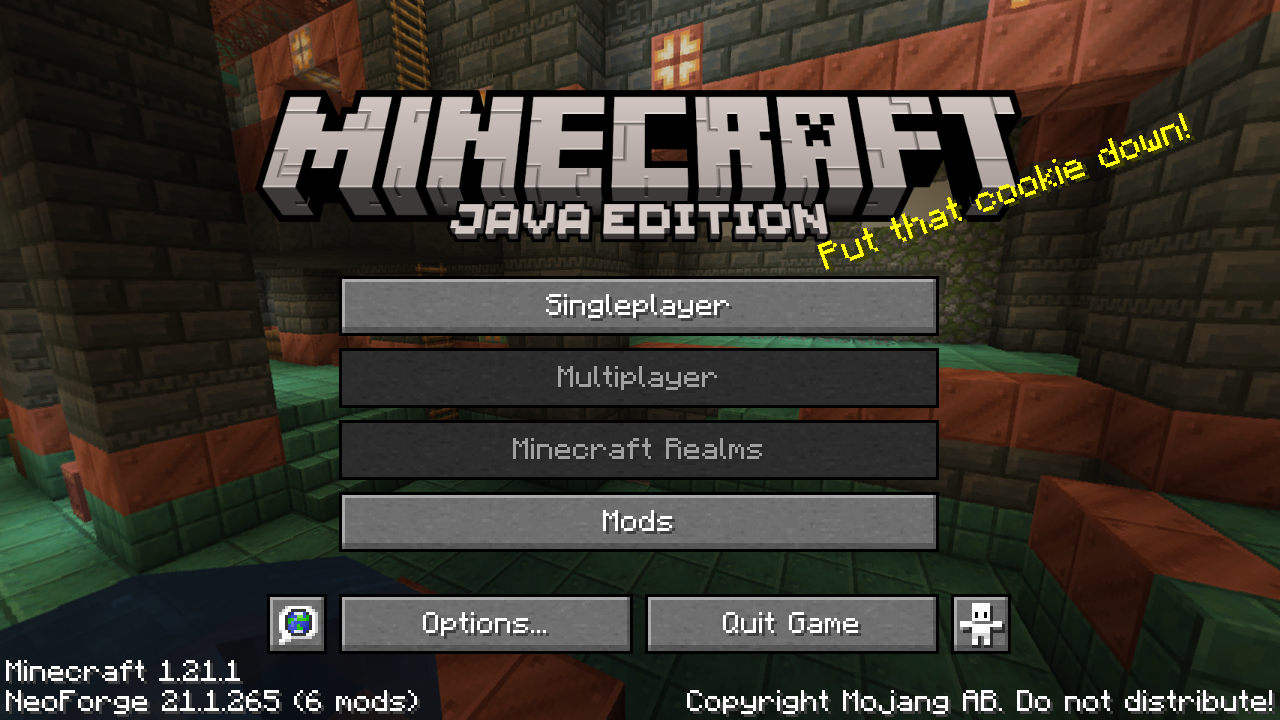 MINECRAFT
JAVA EDITION
Put that cookie down!
Singleplayer
Multiplayer
Minecraft Realms
Mods
Options...
Quit Game
Minecraft 1.21.1
NeoForge 21.1.265 (6 mods)
Copyright Mojang AB. Do not distribute!